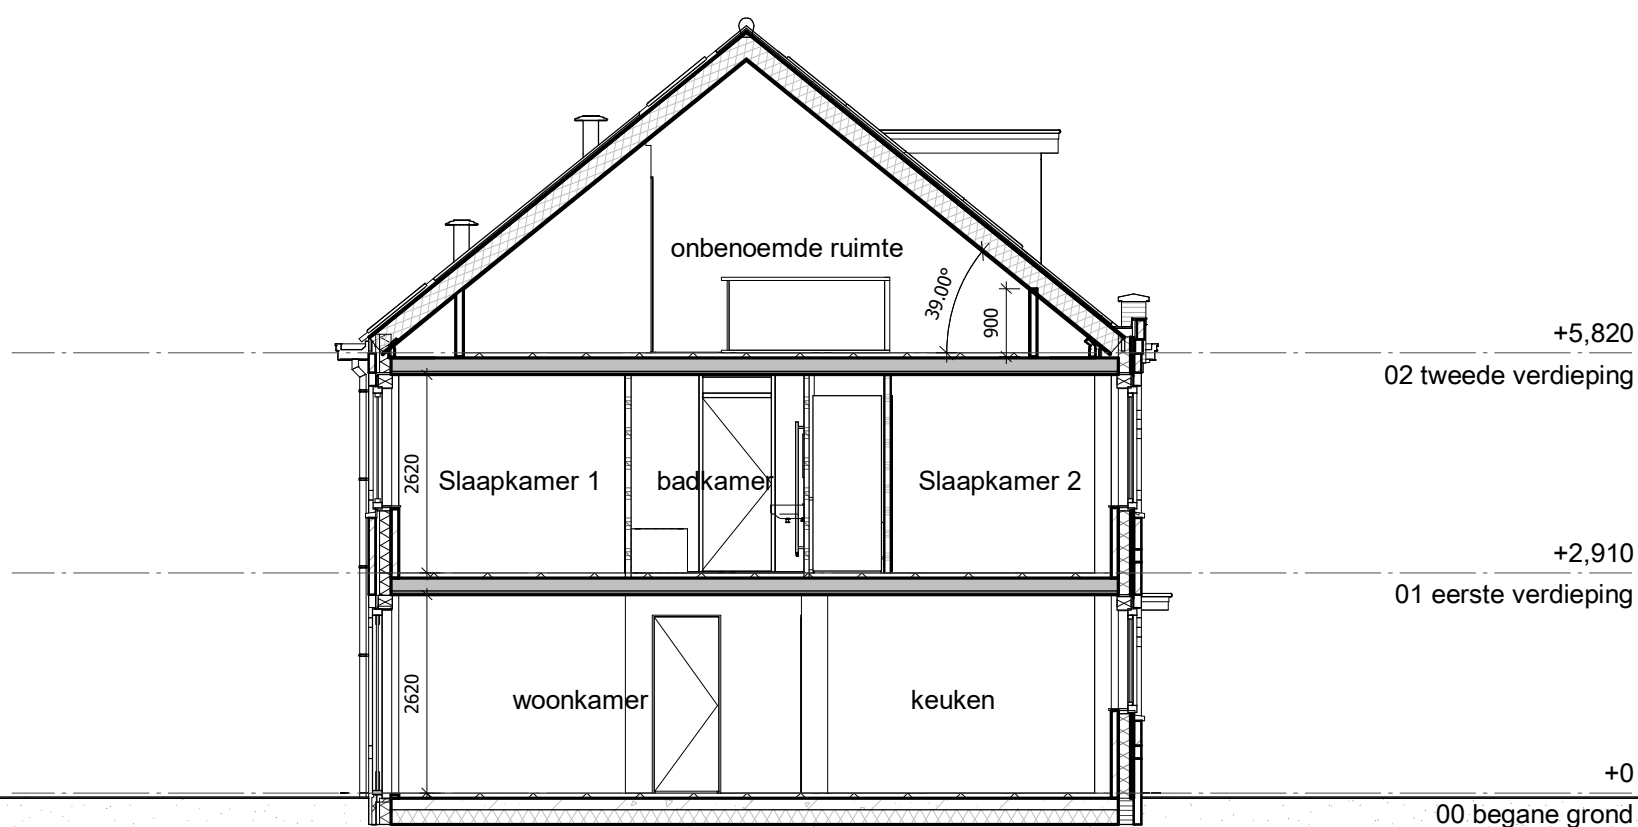 onbenoemde ruimte
39.00°
900
+5,820
02 tweede verdieping
2620
Slaapkamer 1
badkamer
Slaapkamer 2
+2,910
01 eerste verdieping
2620
woonkamer
keuken
+0
00 begane grond